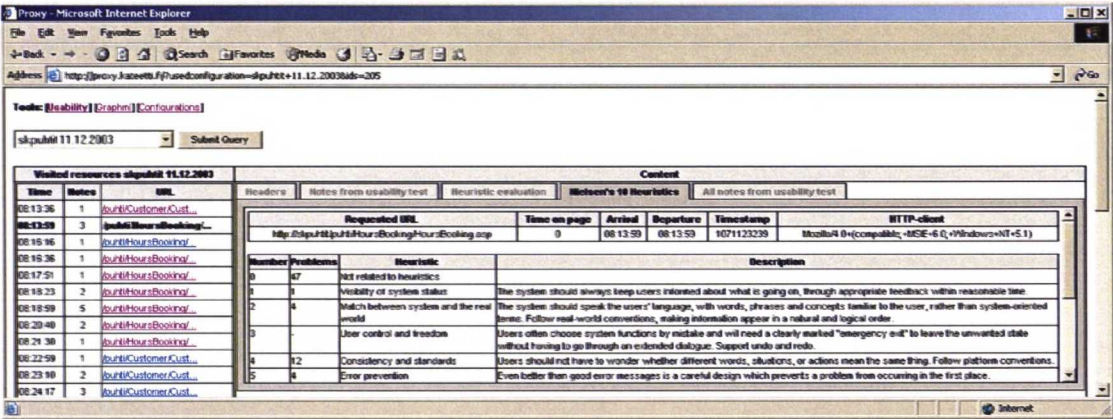 Proxy - Microsoft Internet Explorer
File Edit View Favorites Tools Help
Back Search Favorites Media
Address http://proxy.kateetti.fi/?usedconfiguration=skpuhtit+11.12.2003&ids=205 Go
Tools: [Usability] [Graphml] [Configurations]
skpuhtit 11.12.2003 Submit Query
Visited resources skpuhtit 11.12.2003 Content
Time Notes URL Headers Notes from usability test Heuristic evaluation Nielsen's 10 Heuristics All notes from usability test
08:13:36 1 /puhti/Customer/Cust...
08:13:59 3 /puhti/HoursBooking/...
08:16:16 1 /puhti/HoursBooking/...
08:16:36 1 /puhti/HoursBooking/...
08:17:51 1 /puhti/HoursBooking/...
08:18:23 2 /puhti/HoursBooking/...
08:18:59 5 /puhti/HoursBooking/...
08:20:40 2 /puhti/HoursBooking/...
08:21:30 1 /puhti/HoursBooking/...
08:22:59 1 /puhti/Customer/Cust...
08:23:10 2 /puhti/Customer/Cust...
08:24:17 3 /puhti/Customer/Cust...
Requested URL Time on page Arrival Departure Timestamp HTTP-client
http://skpuhtit/puhti/HoursBooking/HoursBooking.asp 0 08:13:59 08:13:59 1071123239 Mozilla/4.0+(compatible;+MSIE+6.0;+Windows+NT+5.1)
Number Problems Heuristic Description
0 47 Not related to heuristics
1 1 Visibility of system status The system should always keep users informed about what is going on, through appropriate feedback within reasonable time.
2 4 Match between system and the real The system should speak the users' language, with words, phrases and concepts familiar to the user, rather than system-oriented
world terms. Follow real-world conventions, making information appear in a natural and logical order.
3 - User control and freedom Users often choose system functions by mistake and will need a clearly marked "emergency exit" to leave the unwanted state
without having to go through an extended dialogue. Support undo and redo.
4 12 Consistency and standards Users should not have to wonder whether different words, situations, or actions mean the same thing. Follow platform conventions.
5 4 Error prevention Even better than good error messages is a careful design which prevents a problem from occurring in the first place.
Internet